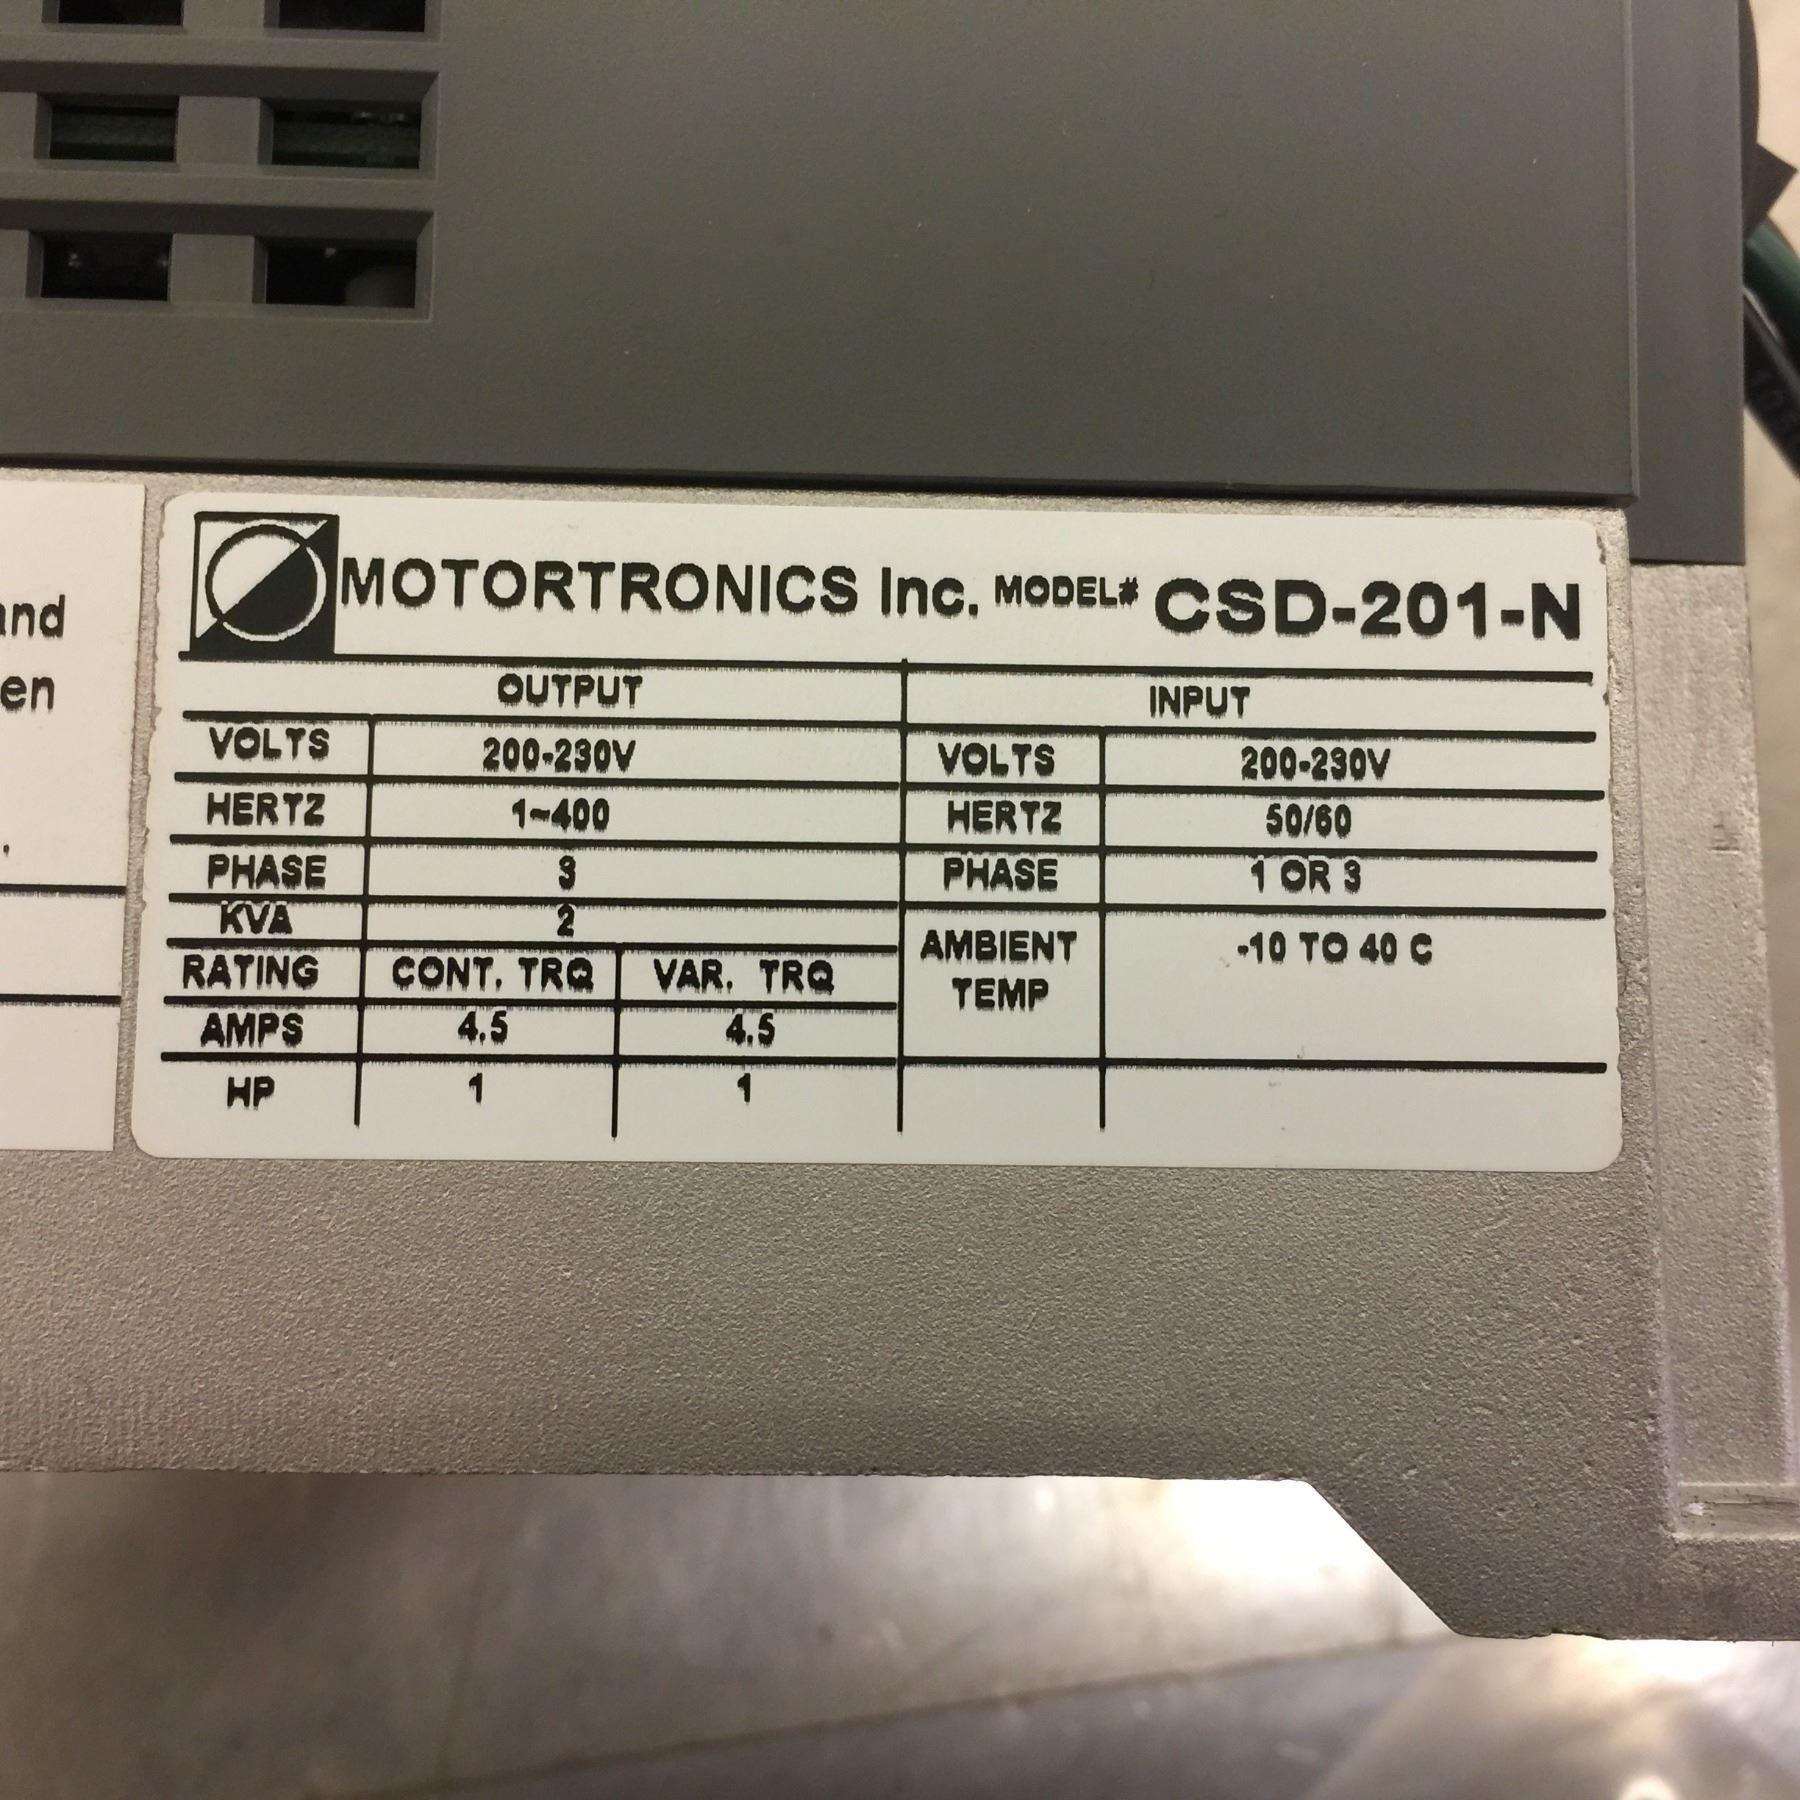 and
en
.
MOTORTRONICS Inc. MODEL# CSD-201-N
OUTPUT INPUT
VOLTS 200-230V VOLTS 200-230V
HERTZ 1~400 HERTZ 50/60
PHASE 3 PHASE 1 OR 3
KVA 2 AMBIENT TEMP -10 TO 40 C
RATING CONT. TRQ VAR. TRQ
AMPS 4.5 4.5
HP 1 1